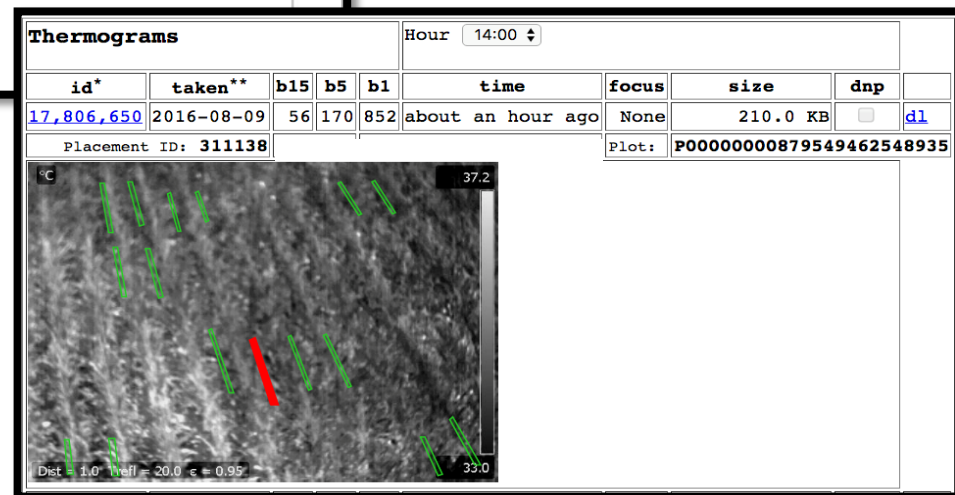 Thermograms Hour 14:00
id* taken** b15 b5 b1 time focus size dnp
17,806,650 2016-08-09 56 170 852 about an hour ago None 210.0 KB dl
Placement ID: 311138 Plot: P00000000879549462548935
°C 37.2
Dist = 1.0 Trefl = 20.0 ε = 0.95 33.0